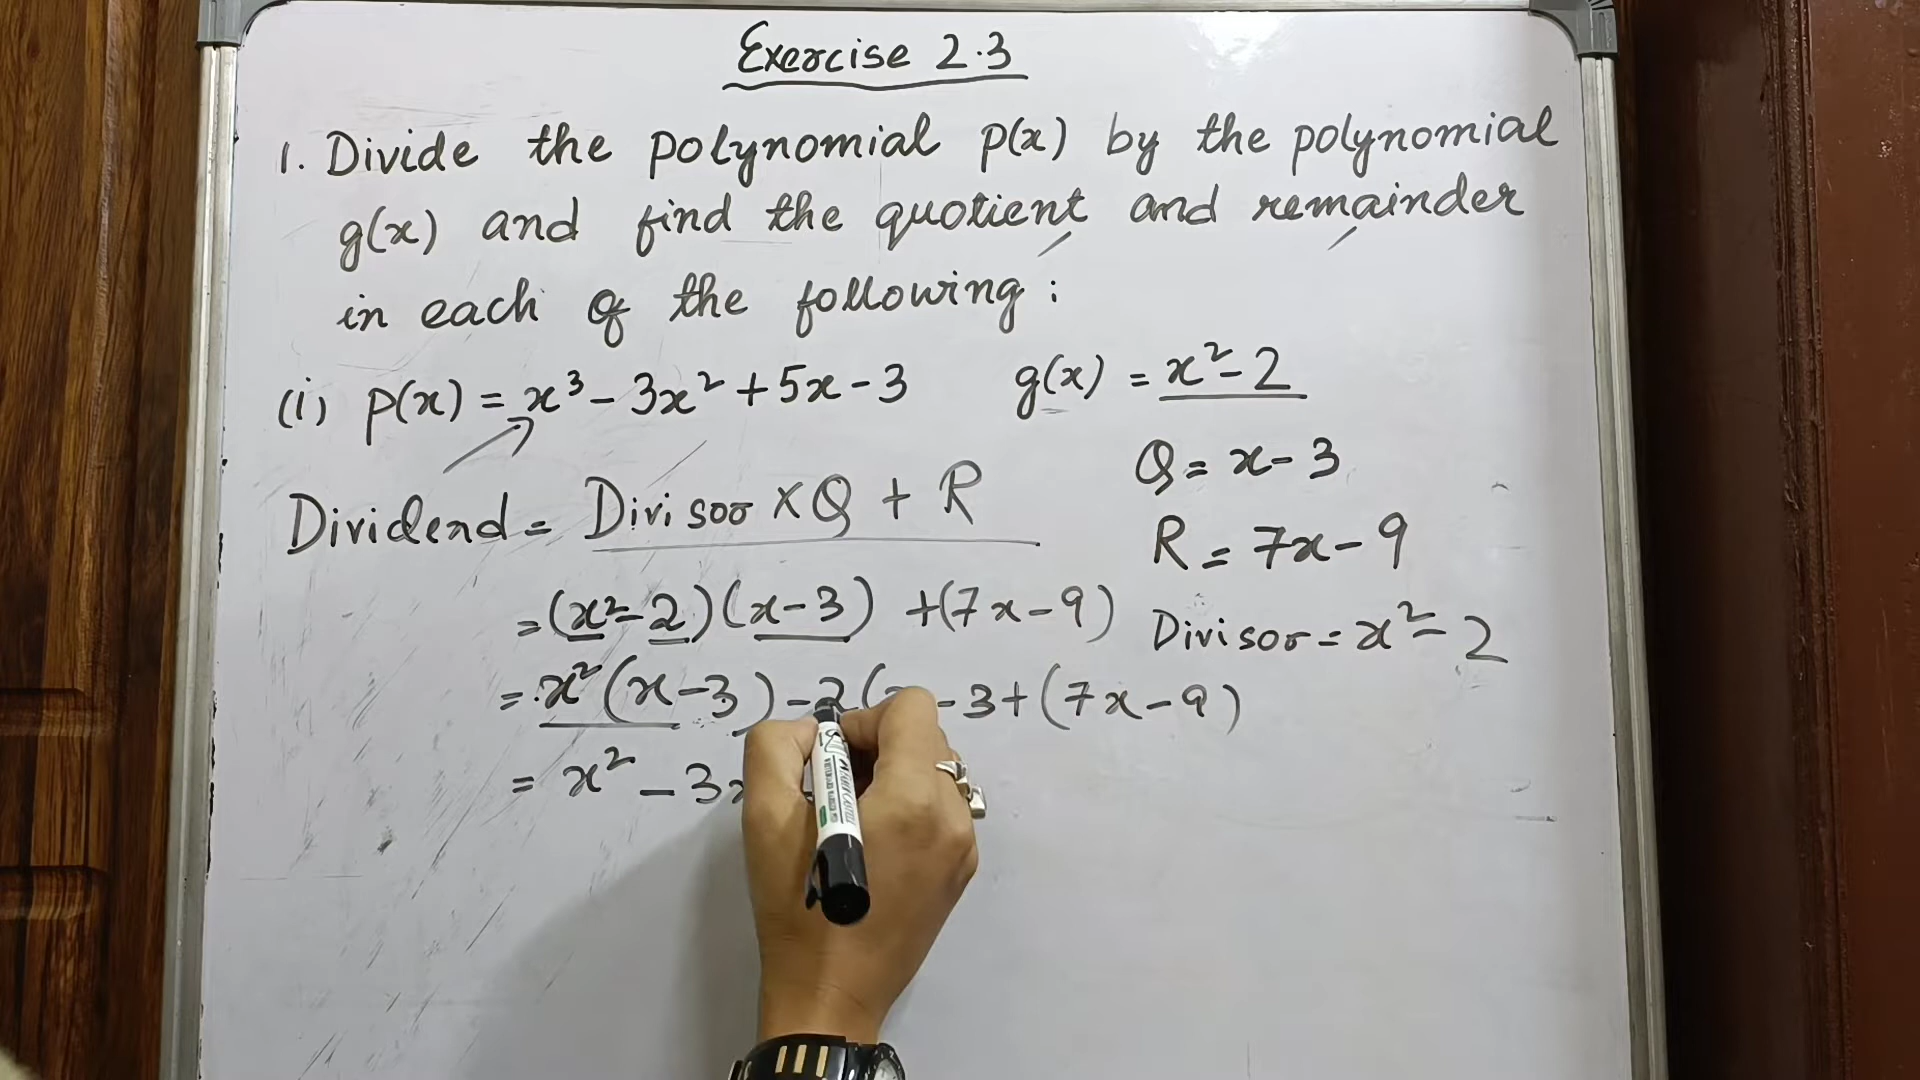 Exercise 2.3
1. Divide the polynomial p(x) by the polynomial
g(x) and find the quotient and remainder
in each of the following :
(i) p(x) = x³ - 3x² + 5x - 3 g(x) = x² - 2
Q = x - 3
Dividend = Divisor × Q + R
R = 7x - 9
= (x² - 2)(x - 3) + (7x - 9)
Divisor = x² - 2
= x²(x - 3) - 2( - 3 + (7x - 9)
= x² - 3